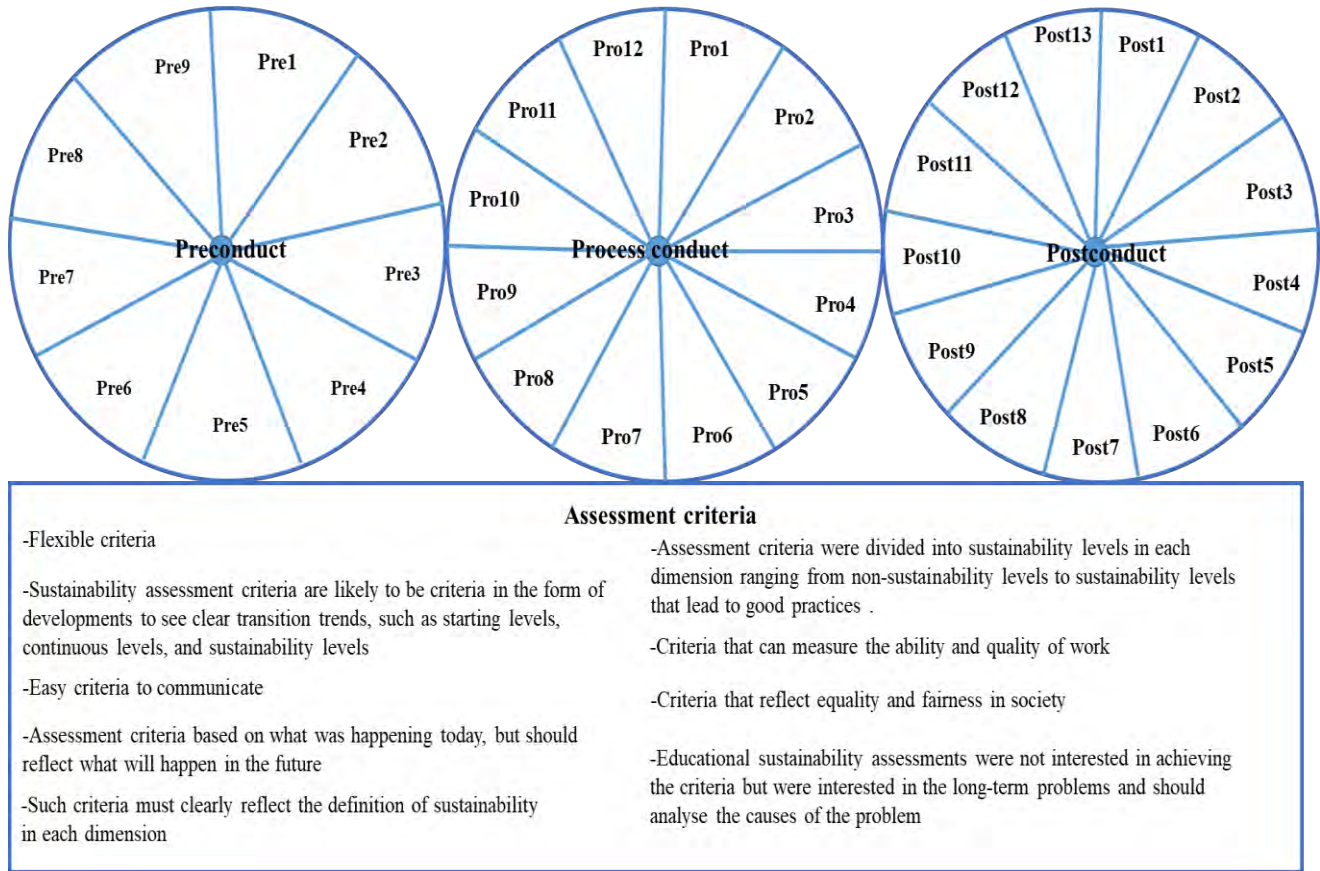 Pre1
Pre2
Pre3
Pre4
Pre5
Pre6
Pre7
Pre8
Pre9
Preconduct
Pro1
Pro2
Pro3
Pro4
Pro5
Pro6
Pro7
Pro8
Pro9
Pro10
Pro11
Pro12
Process conduct
Post1
Post2
Post3
Post4
Post5
Post6
Post7
Post8
Post9
Post10
Post11
Post12
Post13
Postconduct
Assessment criteria
-Flexible criteria
-Sustainability assessment criteria are likely to be criteria in the form of
developments to see clear transition trends, such as starting levels,
continuous levels, and sustainability levels
-Easy criteria to communicate
-Assessment criteria based on what was happening today, but should
reflect what will happen in the future
-Such criteria must clearly reflect the definition of sustainability
in each dimension
-Assessment criteria were divided into sustainability levels in each
dimension ranging from non-sustainability levels to sustainability levels
that lead to good practices .
-Criteria that can measure the ability and quality of work
-Criteria that reflect equality and fairness in society
-Educational sustainability assessments were not interested in achieving
the criteria but were interested in the long-term problems and should
analyse the causes of the problem